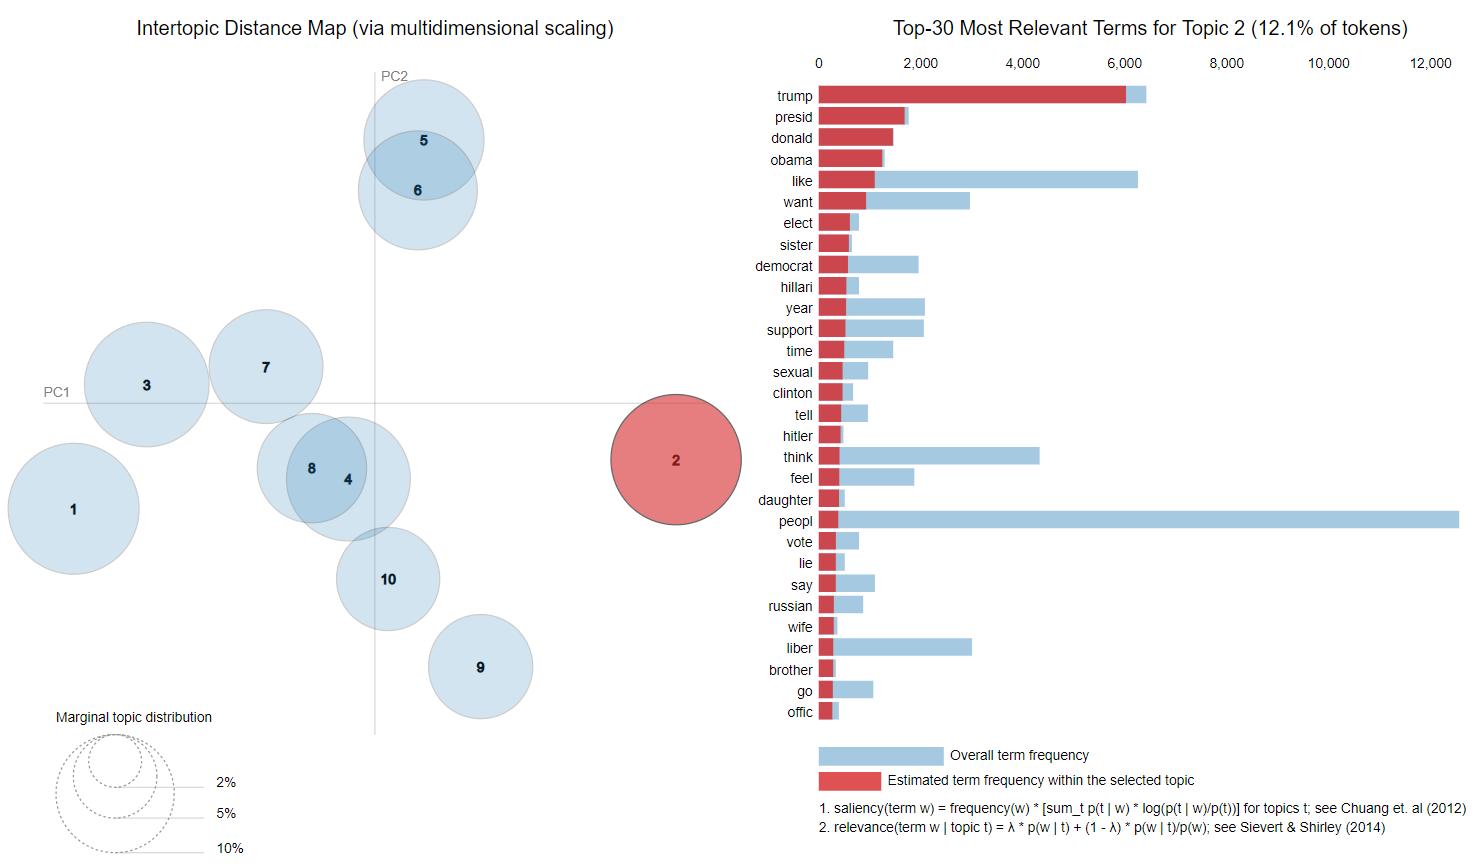 Intertopic Distance Map (via multidimensional scaling)
PC2
5
6
7
3
PC1
2
8
4
1
10
9
Marginal topic distribution
2%
5%
10%
Top-30 Most Relevant Terms for Topic 2 (12.1% of tokens)
0 2,000 4,000 6,000 8,000 10,000 12,000
trump
presid
donald
obama
like
want
elect
sister
democrat
hillari
year
support
time
sexual
clinton
tell
hitler
think
feel
daughter
peopl
vote
lie
say
russian
wife
liber
brother
go
offic
Overall term frequency
Estimated term frequency within the selected topic
1. saliency(term w) = frequency(w) * [sum_t p(t | w) * log(p(t | w)/p(t))] for topics t; see Chuang et. al (2012)
2. relevance(term w | topic t) = λ * p(w | t) + (1 - λ) * p(w | t)/p(w); see Sievert & Shirley (2014)